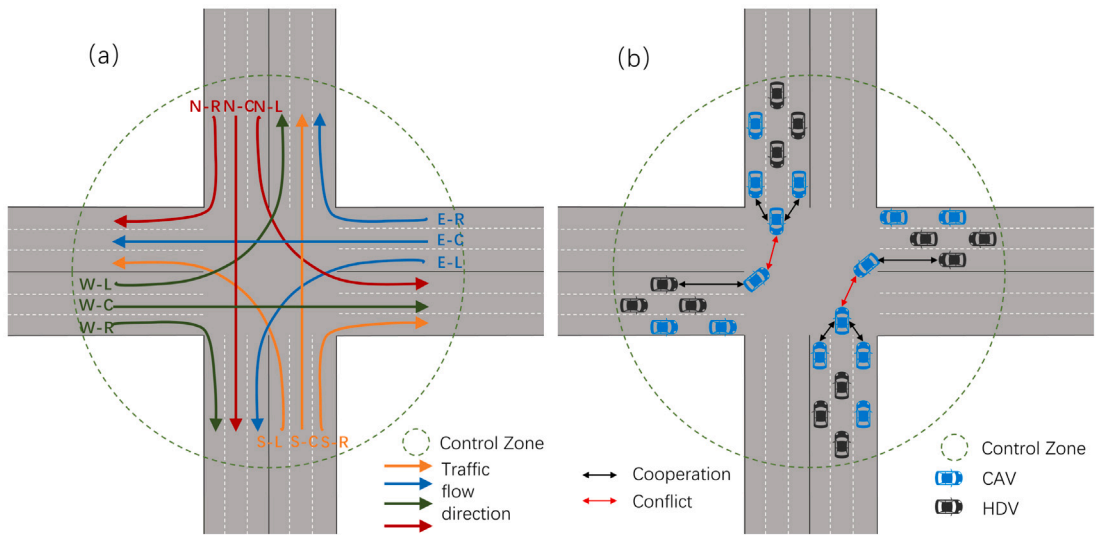 (a)
N-R N-C N-L
E-R
E-C
E-L
W-L
W-C
W-R
S-L S-C S-R
Control Zone
Traffic
flow
direction
(b)
Cooperation
Conflict
Control Zone
CAV
HDV